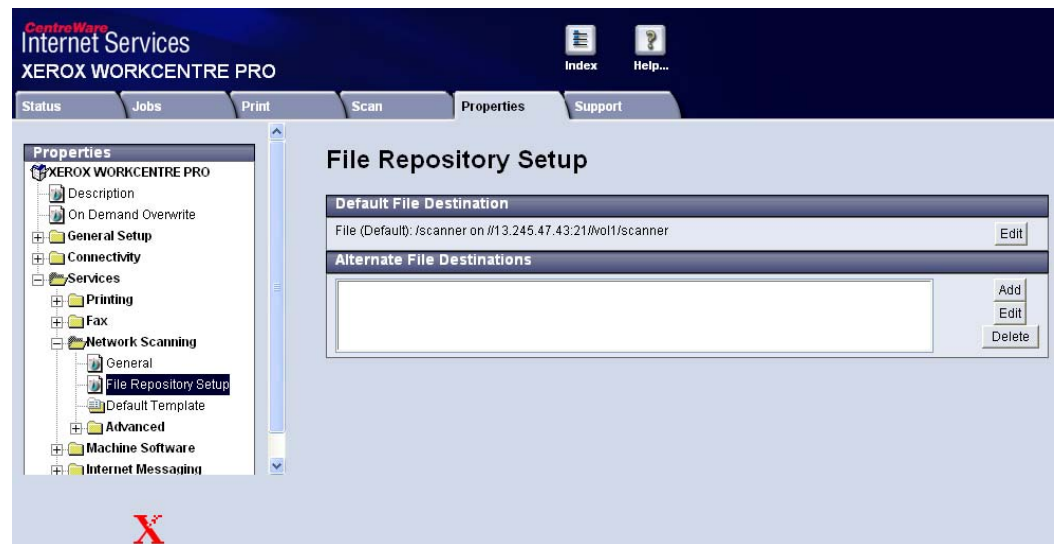 CentreWare
Internet Services
XEROX WORKCENTRE PRO
Index
Help...
Status
Jobs
Print
Scan
Properties
Support
Properties
XEROX WORKCENTRE PRO
Description
On Demand Overwrite
General Setup
Connectivity
Services
Printing
Fax
Network Scanning
General
File Repository Setup
Default Template
Advanced
Machine Software
Internet Messaging
File Repository Setup
Default File Destination
File (Default): /scanner on //13.245.47.43:21//vol1/scanner
Edit
Alternate File Destinations
Add
Edit
Delete
X